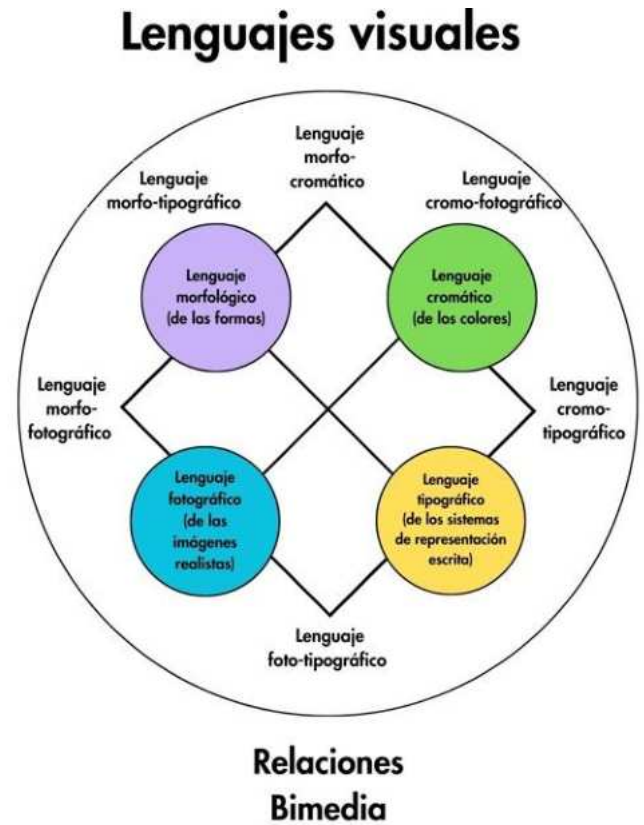 Lenguajes visuales
Lenguaje
morfo-
cromático
Lenguaje
morfo-tipográfico
Lenguaje
cromo-fotográfico
Lenguaje
morfológico
(de las formas)
Lenguaje
cromático
(de los colores)
Lenguaje
morfo-
fotográfico
Lenguaje
cromo-
tipográfico
Lenguaje
fotográfico
(de las
imágenes
realistas)
Lenguaje
tipográfico
(de los sistemas
de representación
escrita)
Lenguaje
foto-tipográfico
Relaciones
Bimedia